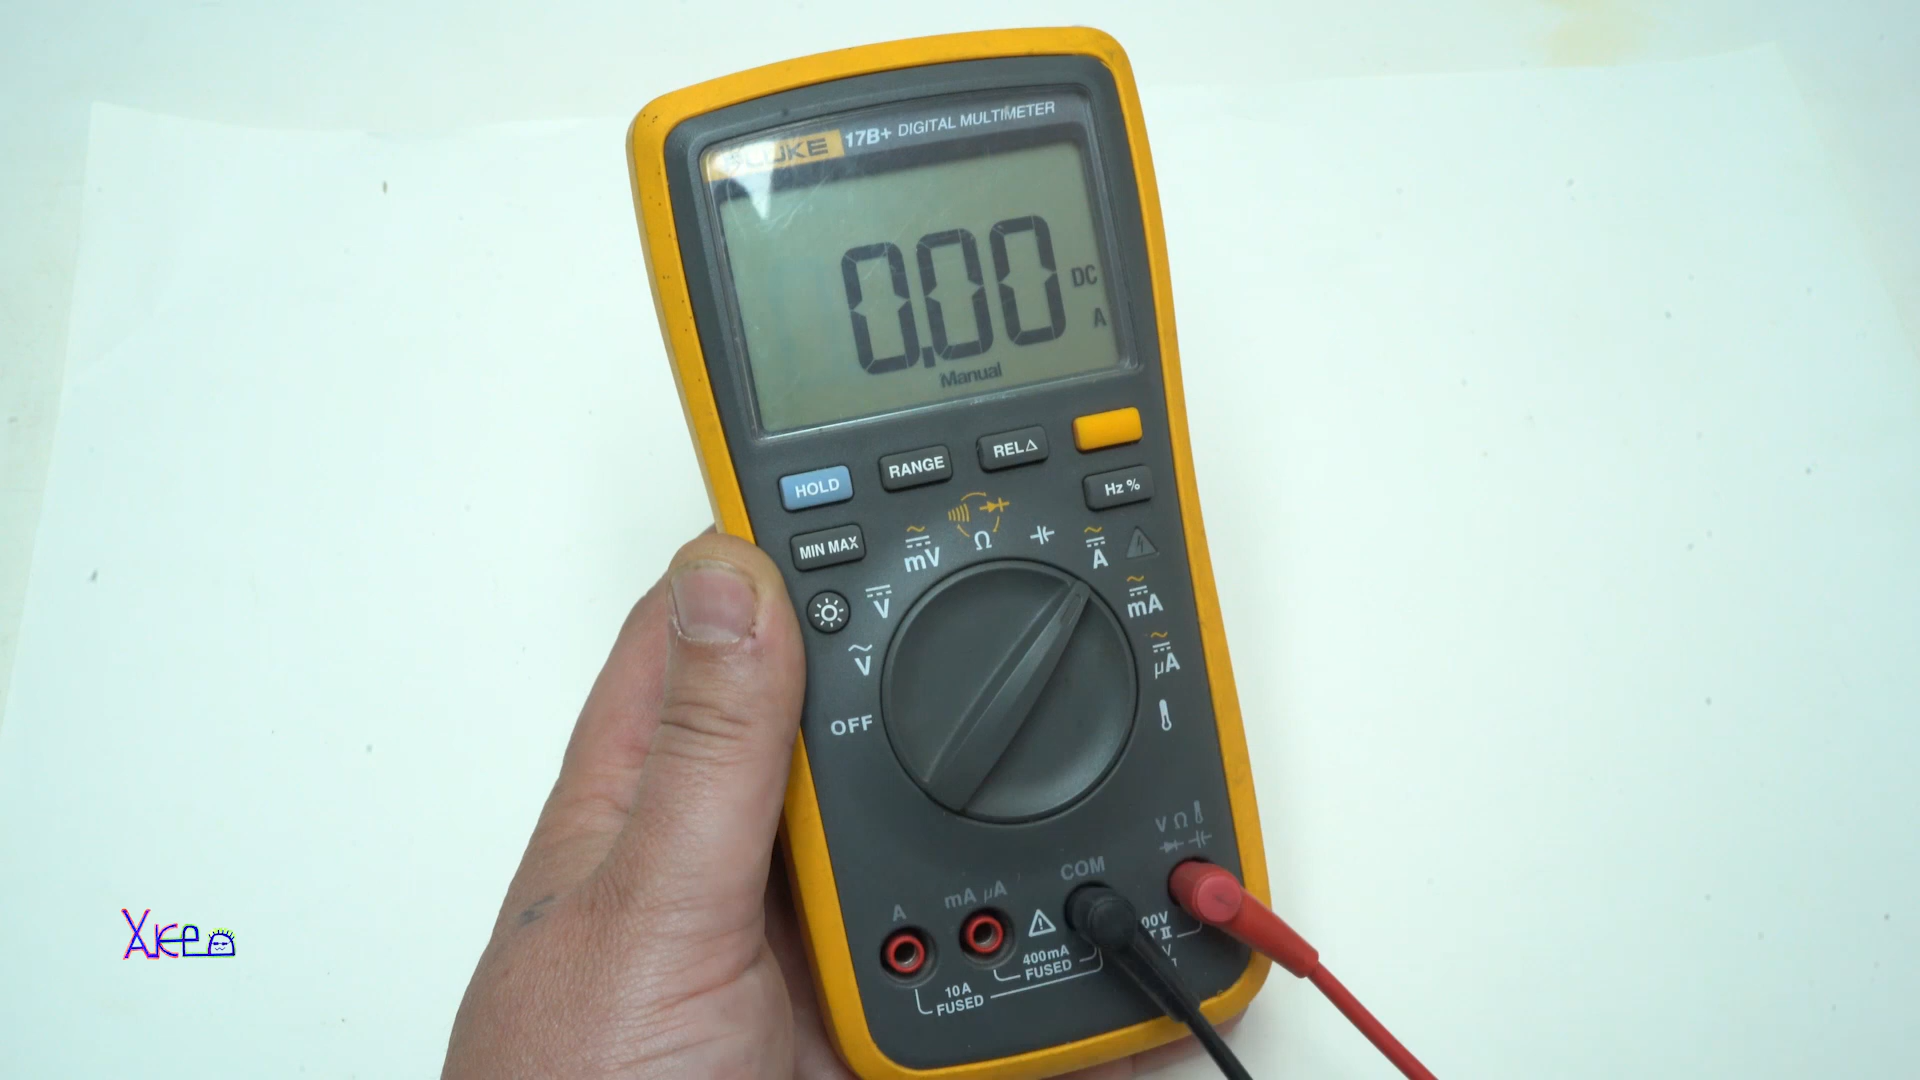 FLUKE 17B+ DIGITAL MULTIMETER
0.00
DC
A
Manual
HOLD
RANGE
REL△
Hz %
MIN MAX
mV
Ω
A
V
mA
V
µA
OFF
V Ω
COM
mA µA
A
400mA
FUSED
10A
FUSED